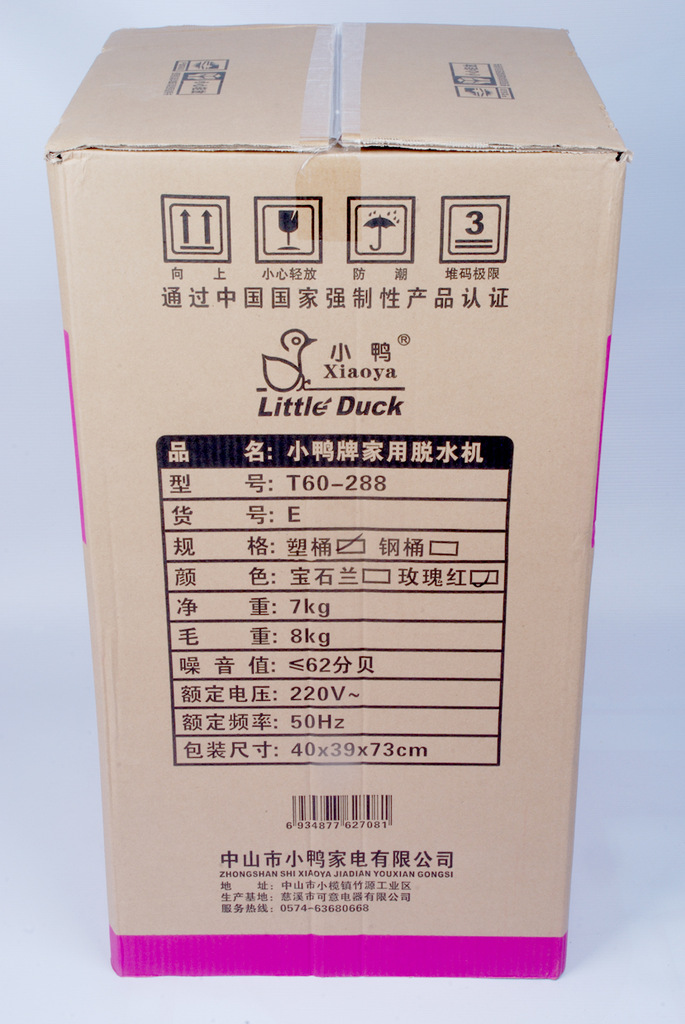 3
向 上 小心轻放 防 潮 堆码极限
通过中国国家强制性产品认证
小 鸭®
Xiaoya
Little Duck
品 名: 小鸭牌家用脱水机
型 号: T60-288
货 号: E
规 格: 塑桶 钢桶
颜 色: 宝石兰 玫瑰红
净 重: 7kg
毛 重: 8kg
噪 音 值: ≤62分贝
额定电压: 220V~
额定频率: 50Hz
包装尺寸: 40x39x73cm
6 934877 627081
中山市小鸭家电有限公司
ZHONGSHAN SHI XIAOYA JIADIAN YOUXIAN GONGSI
地 址: 中山市小榄镇竹源工业区
生产基地: 慈溪市可意电器有限公司
服务热线: 0574-63680668